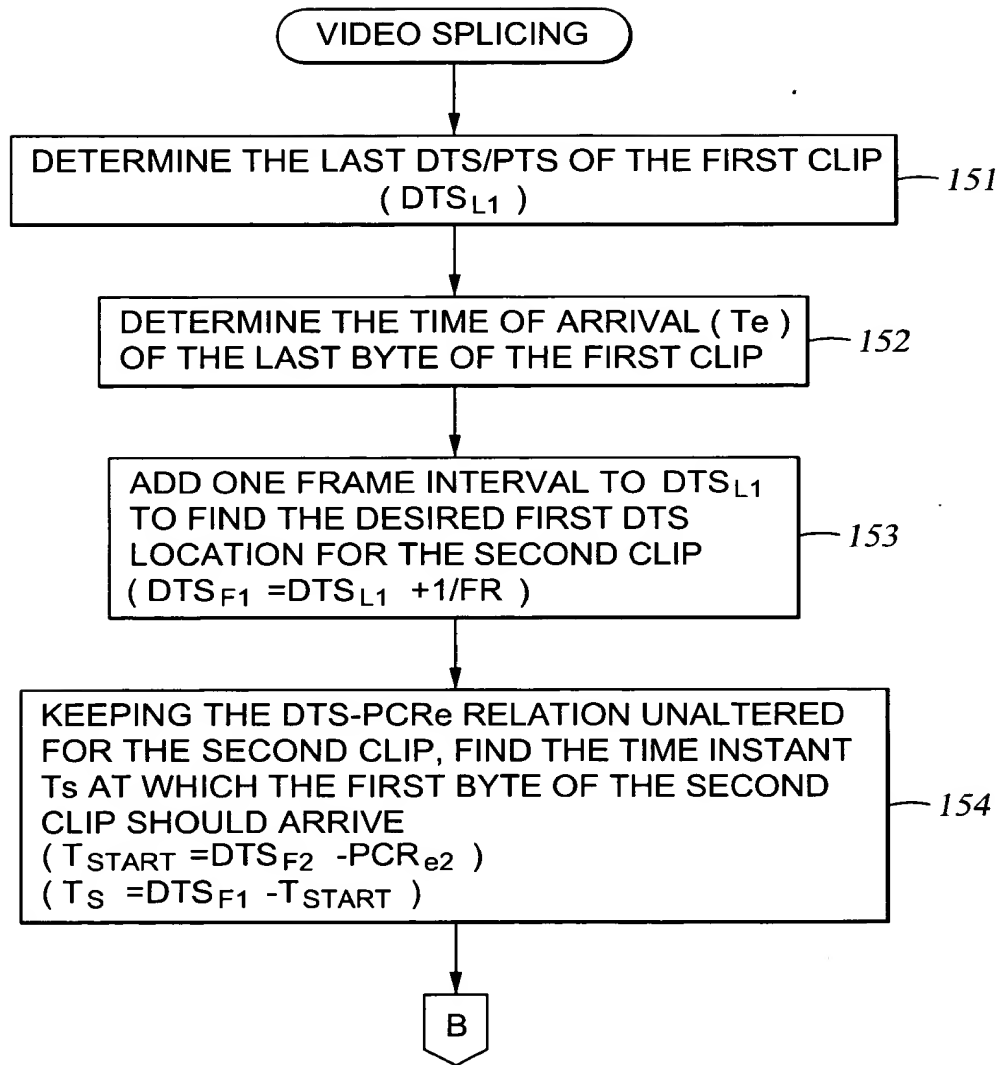 VIDEO SPLICING
DETERMINE THE LAST DTS/PTS OF THE FIRST CLIP
( DTSL1 )
151
DETERMINE THE TIME OF ARRIVAL ( Te )
OF THE LAST BYTE OF THE FIRST CLIP
152
ADD ONE FRAME INTERVAL TO DTSL1
TO FIND THE DESIRED FIRST DTS
LOCATION FOR THE SECOND CLIP
( DTSF1 =DTSL1 +1/FR )
153
KEEPING THE DTS-PCRe RELATION UNALTERED
FOR THE SECOND CLIP, FIND THE TIME INSTANT
Ts AT WHICH THE FIRST BYTE OF THE SECOND
CLIP SHOULD ARRIVE
( TSTART =DTSF2 -PCRe2 )
( TS =DTSF1 -TSTART )
154
B